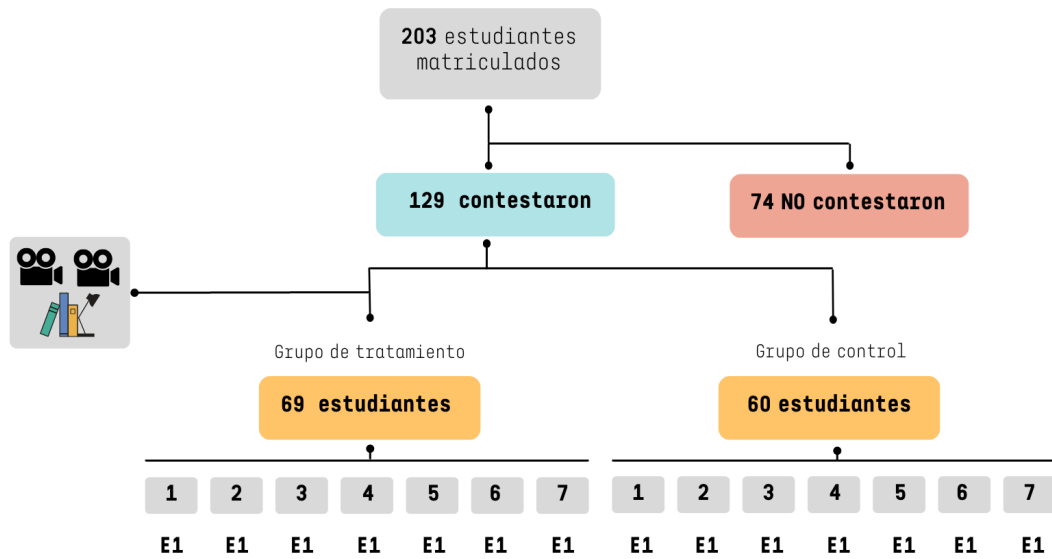 203 estudiantes
matriculados
129 contestaron
74 NO contestaron
Grupo de tratamiento
Grupo de control
69 estudiantes
60 estudiantes
1 2 3 4 5 6 7
1 2 3 4 5 6 7
E1 E1 E1 E1 E1 E1 E1
E1 E1 E1 E1 E1 E1 E1